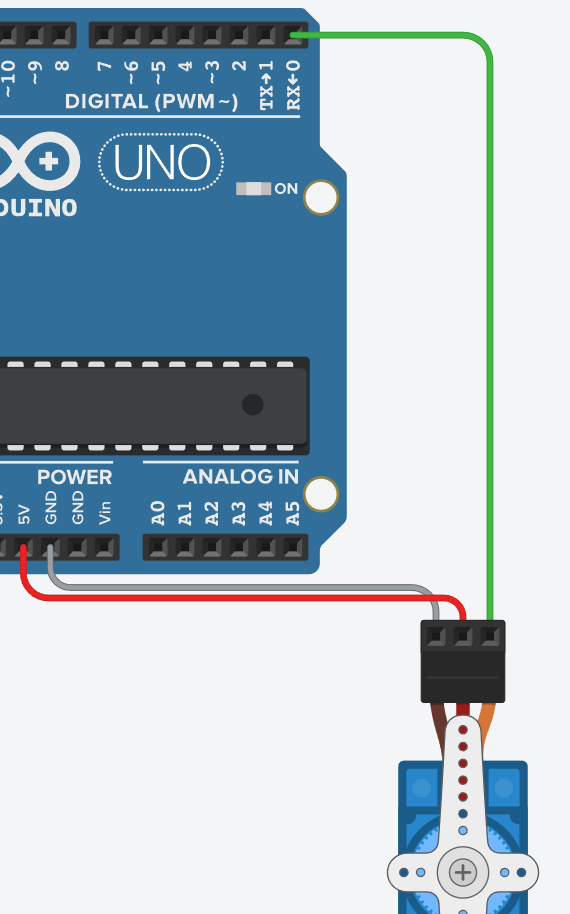 ~10
~9
8
7
~6
~5
4
~3
2
TX→1
RX←0
DIGITAL (PWM~)
UNO
ON
POWER
ANALOG IN
5V
GND
GND
Vin
A0
A1
A2
A3
A4
A5